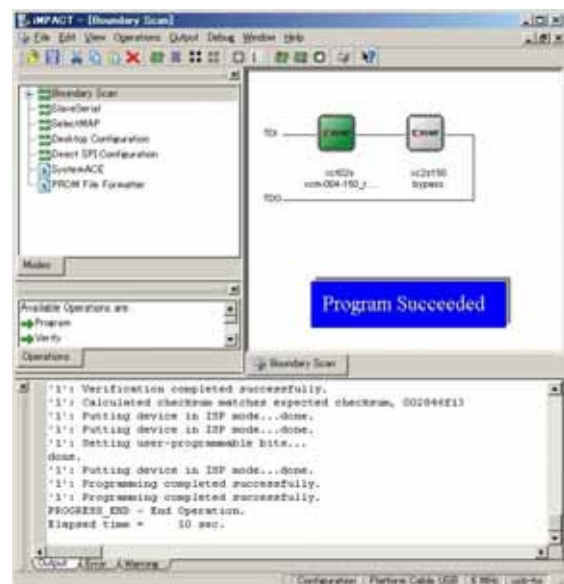 iMPACT - [Boundary Scan]
File Edit View Operations Output Debug Window Help
Boundary Scan
SlaveSerial
SelectMAP
Desktop Configuration
Direct SPI Configuration
SystemACE
PROM File Formatter
Modes
Available Operations are:
Program
Verify
Operations
TDI
bypass
TDO
Program Succeeded
Boundary Scan
'1': Verification completed successfully.
'1': Calculated checksum matches expected checksum,
'1': Putting device in ISP mode...done.
'1': Putting device in ISP mode...done.
'1': Setting user-programmable bits...
done.
'1': Putting device in ISP mode...done.
'1': Programming completed successfully.
'1': Programming completed successfully.
PROGRESS_END - End Operation.
Elapsed time = 10 sec.
Output Error Warning
Configuration Platform Cable USB 6 MHz usb-hs